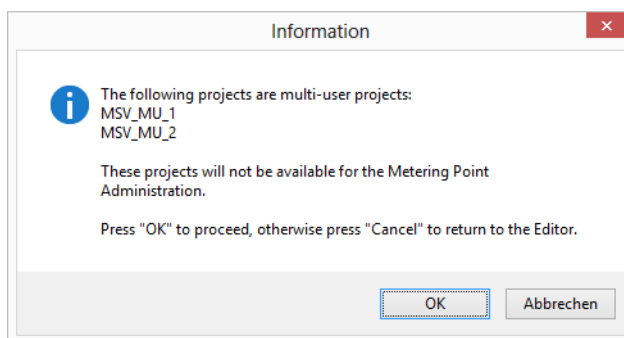 Information
The following projects are multi-user projects:
MSV_MU_1
MSV_MU_2
These projects will not be available for the Metering Point
Administration.
Press "OK" to proceed, otherwise press "Cancel" to return to the Editor.
OK
Abbrechen